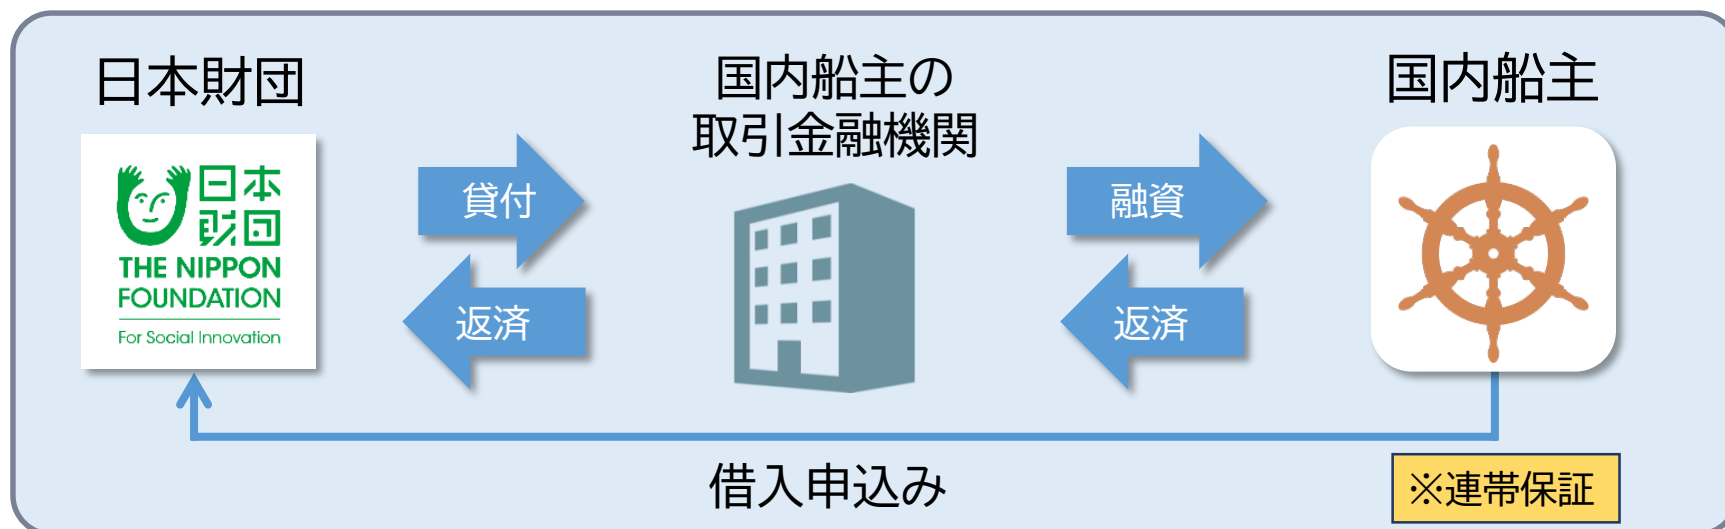 日本財団
国内船主の
取引金融機関
国内船主
日本
財団
THE NIPPON
FOUNDATION
For Social Innovation
貸付
融資
返済
返済
借入申込み
※連帯保証